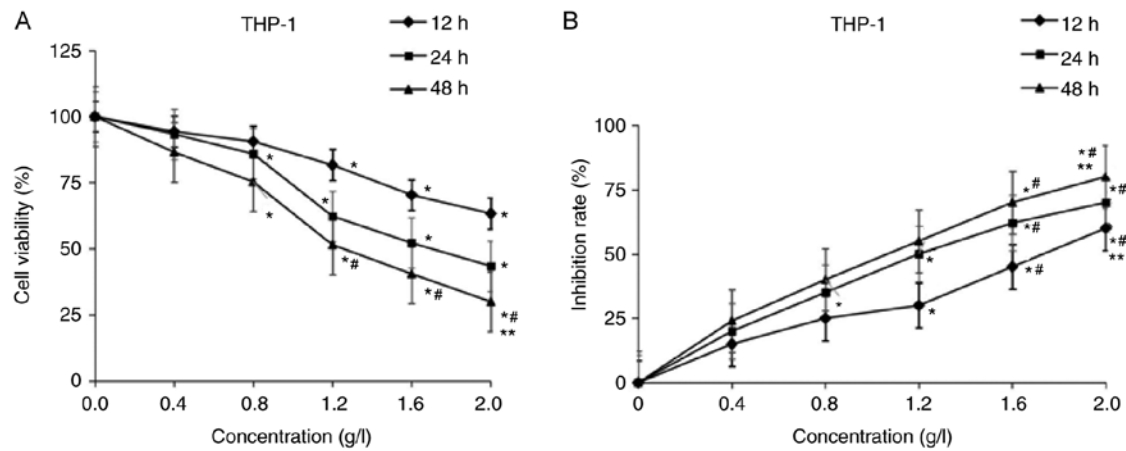 A
THP-1
12 h
24 h
48 h
125
100
75
50
25
0
Cell viability (%)
*
*
*
*
*
*
*
*
*#
*#
*#
**
0.0 0.4 0.8 1.2 1.6 2.0
Concentration (g/l)
B
THP-1
12 h
24 h
48 h
100
75
50
25
0
Inhibition rate (%)
*#
**
*#
*#
*#
*#
**
*
*#
*
*
0 0.4 0.8 1.2 1.6 2.0
Concentration (g/l)